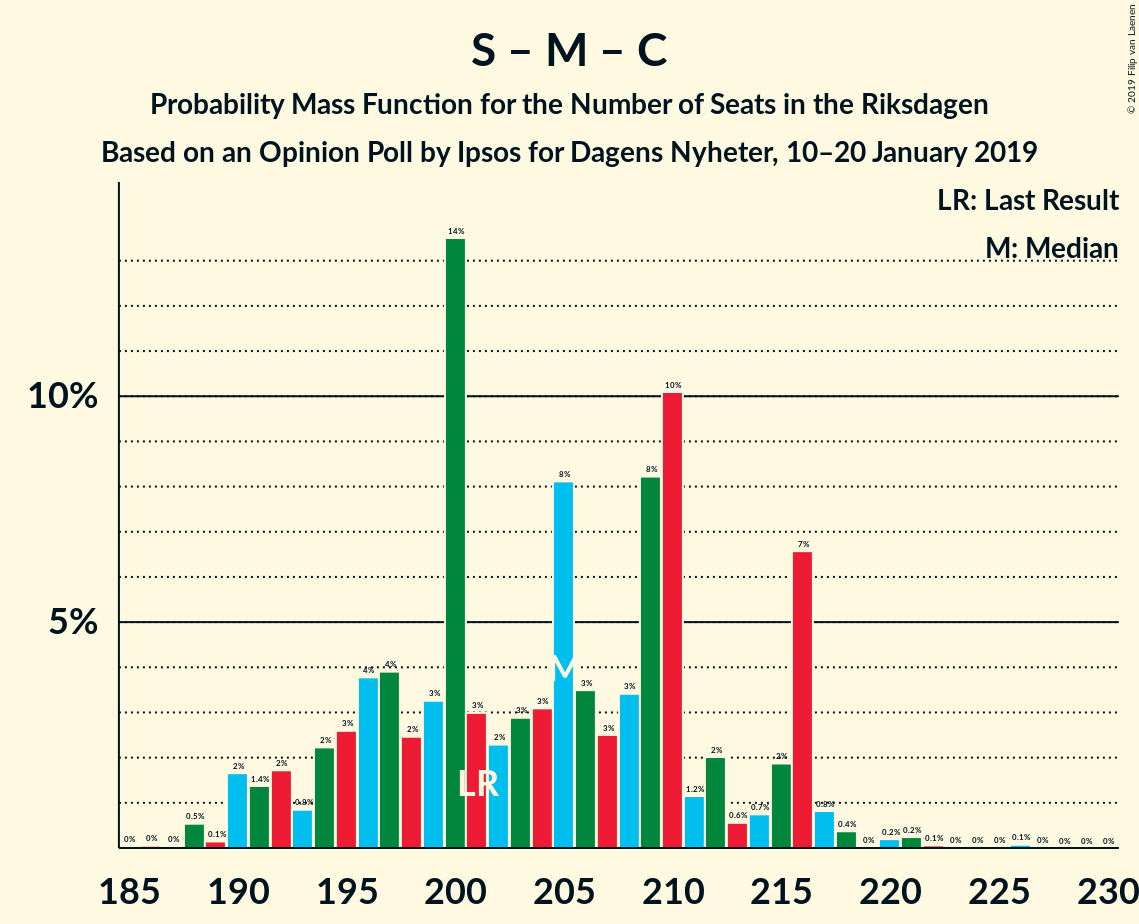 S – M – C
Probability Mass Function for the Number of Seats in the Riksdagen
Based on an Opinion Poll by Ipsos for Dagens Nyheter, 10–20 January 2019
© 2019 Filip van Laenen
LR: Last Result
M: Median
10%
5%
0% 0% 0% 0.5% 0.1% 2% 1.4% 2% 0.8% 2% 3% 4% 4% 2% 3% 14% 3% 2% 3% 3% 8% 3% 3% 3% 8% 10% 1.2% 2% 0.6% 0.7% 2% 7% 0.8% 0.4% 0% 0.2% 0.2% 0.1% 0% 0% 0% 0.1% 0% 0% 0% 0%
M
LR
185 190 195 200 205 210 215 220 225 230